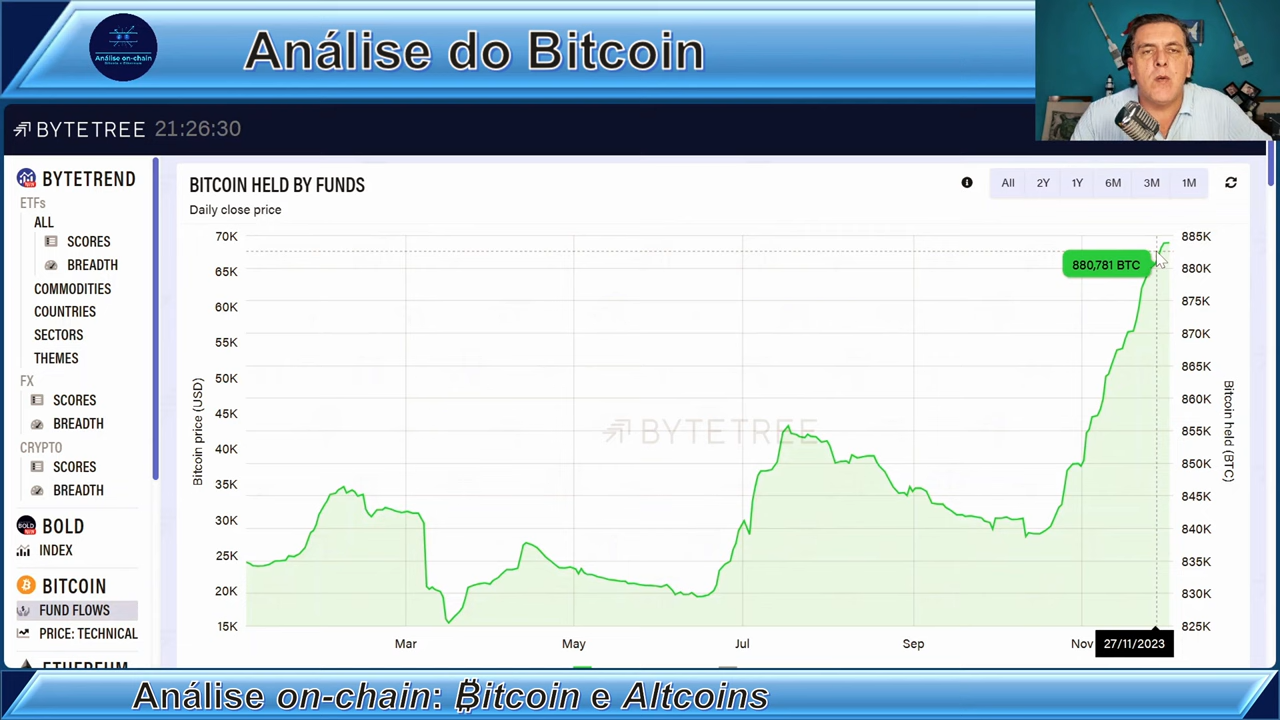 Análise do Bitcoin
Análise on-chain
BYTETREE 21:26:30
BYTETREND
ETFs
ALL
SCORES
BREADTH
COMMODITIES
COUNTRIES
SECTORS
THEMES
FX
SCORES
BREADTH
CRYPTO
SCORES
BREADTH
BOLD
INDEX
BITCOIN
FUND FLOWS
PRICE: TECHNICAL
ETHEREUM
BITCOIN HELD BY FUNDS
Daily close price
All 2Y 1Y 6M 3M 1M
70K
65K
60K
55K
50K
45K
40K
35K
30K
25K
20K
15K
Bitcoin price (USD)
880,781 BTC
BYTETREE
885K
880K
875K
870K
865K
860K
855K
850K
845K
840K
835K
830K
825K
Bitcoin held (BTC)
Mar May Jul Sep Nov 27/11/2023
Análise on-chain: ₿itcoin e Altcoins